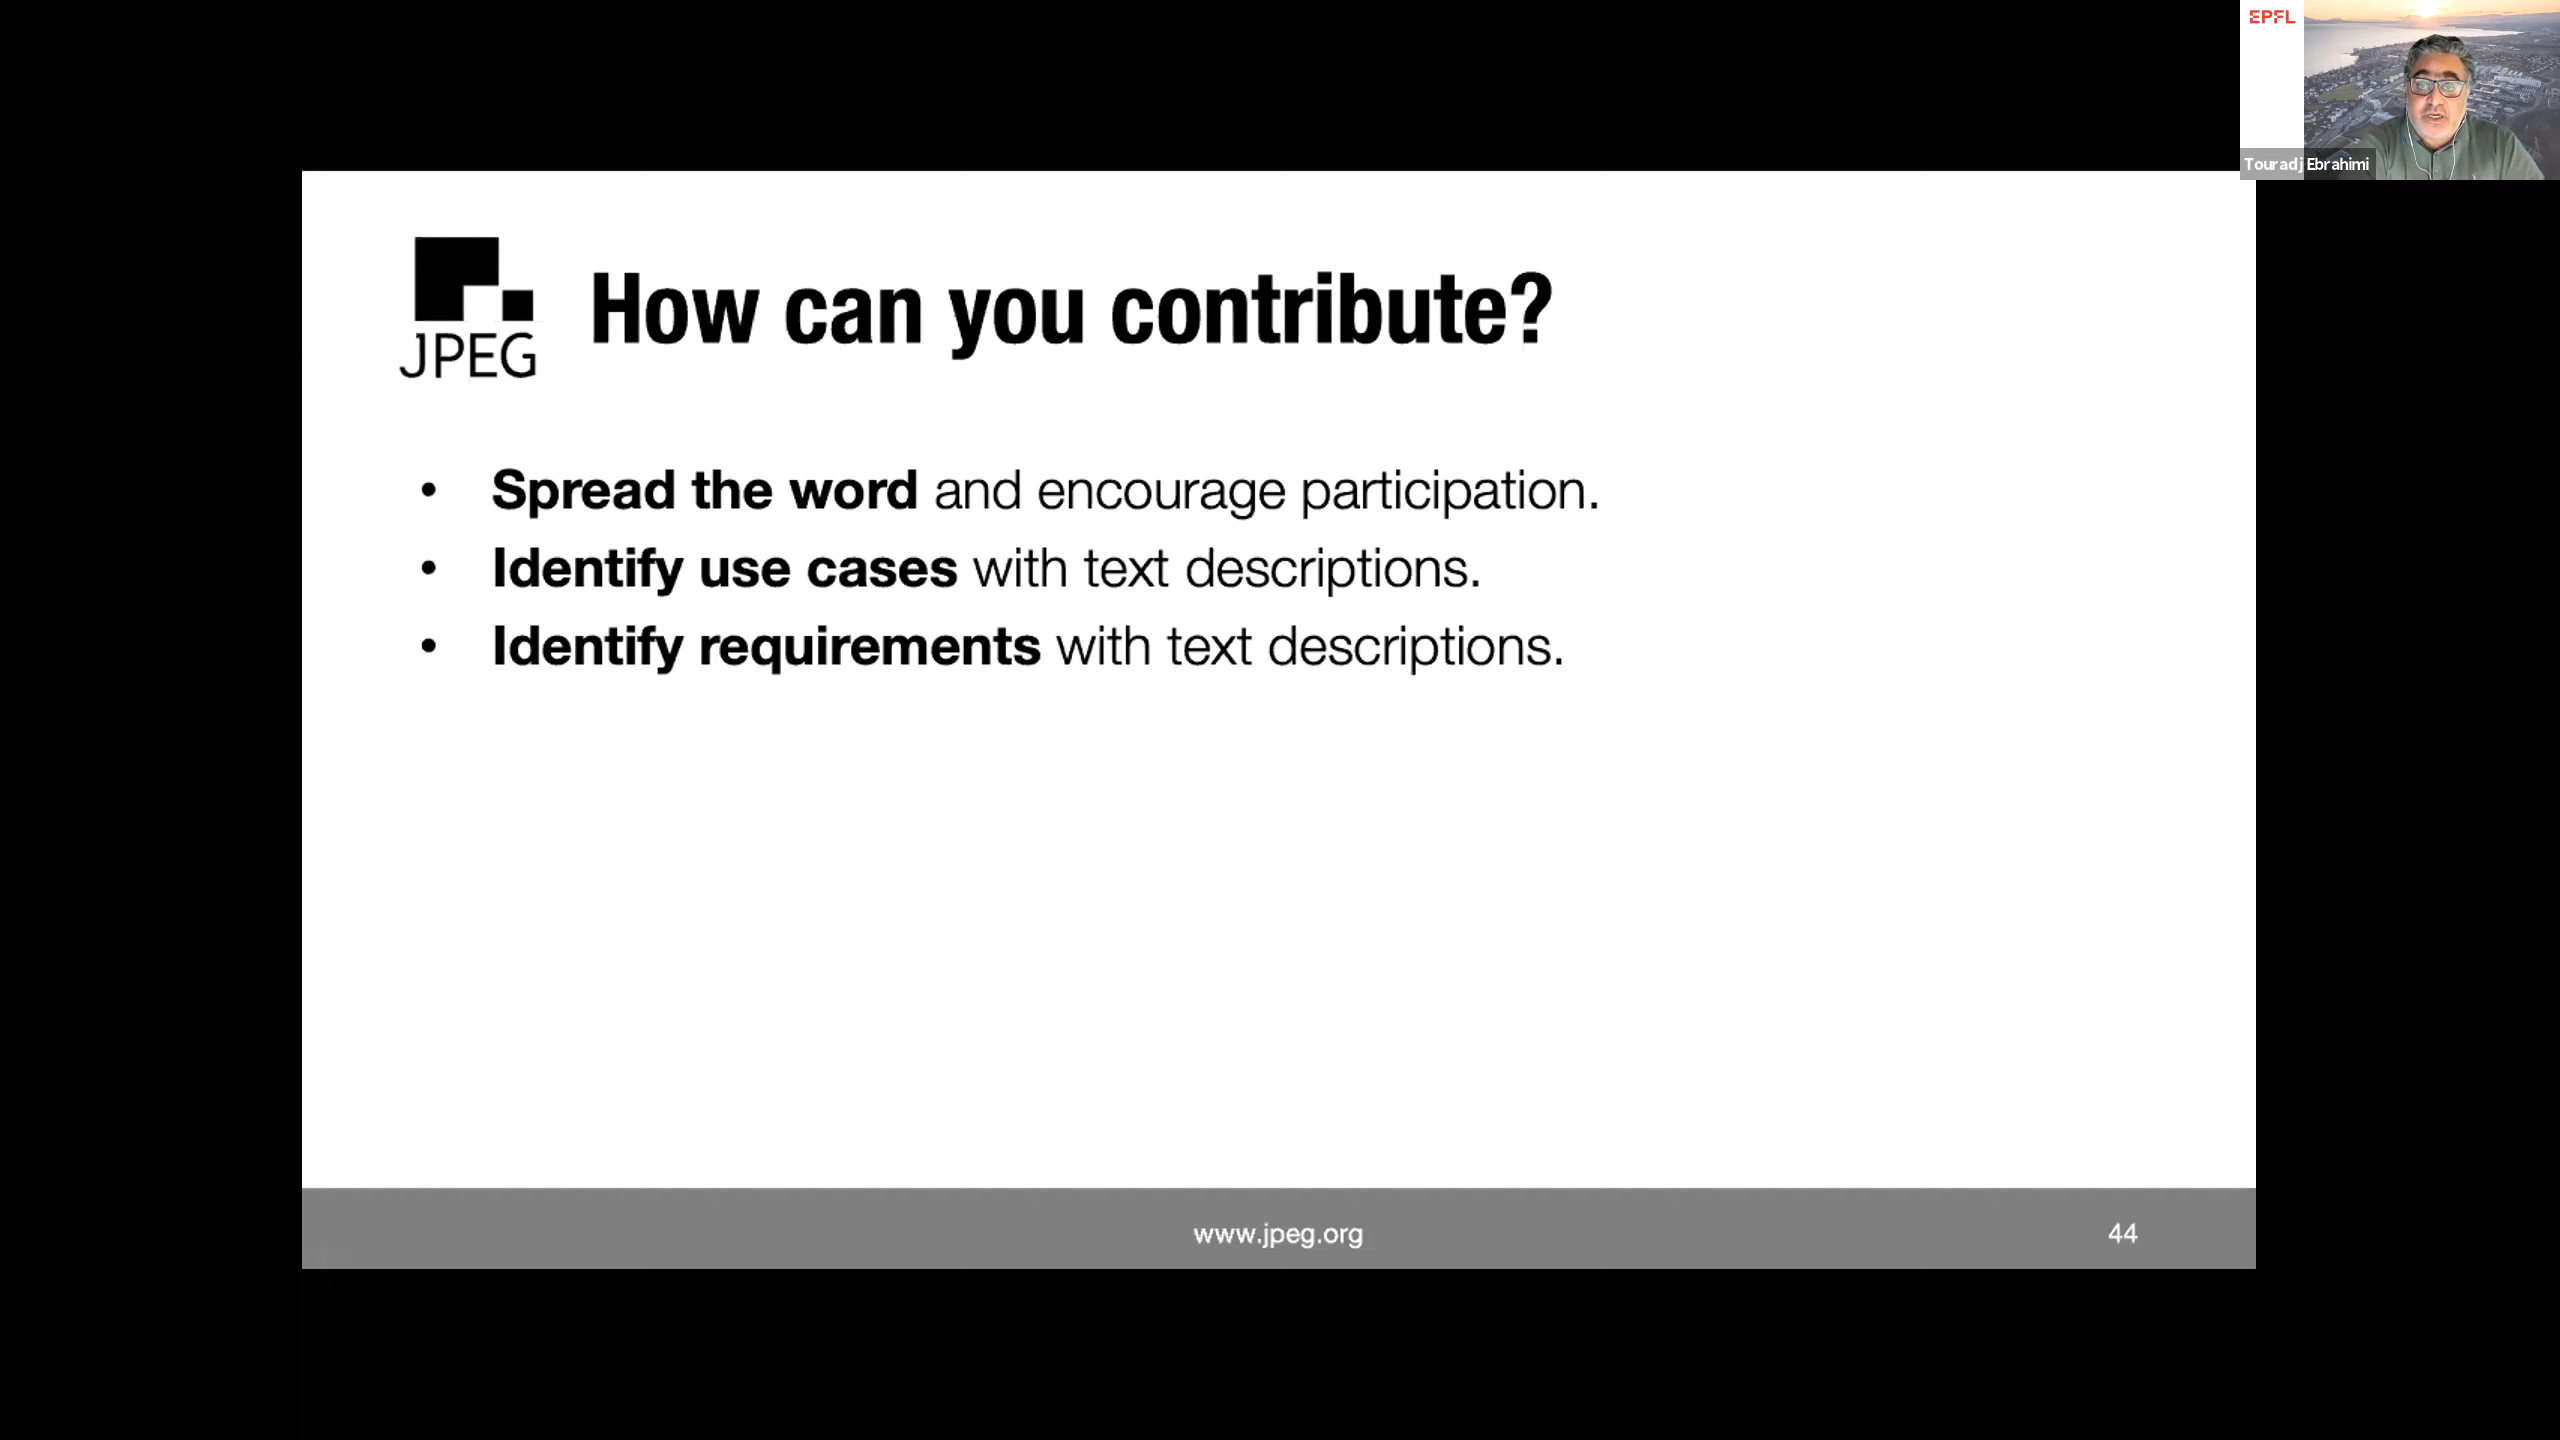 EPFL
Touradj Ebrahimi
JPEG
How can you contribute?
• Spread the word and encourage participation.
• Identify use cases with text descriptions.
• Identify requirements with text descriptions.
www.jpeg.org
44